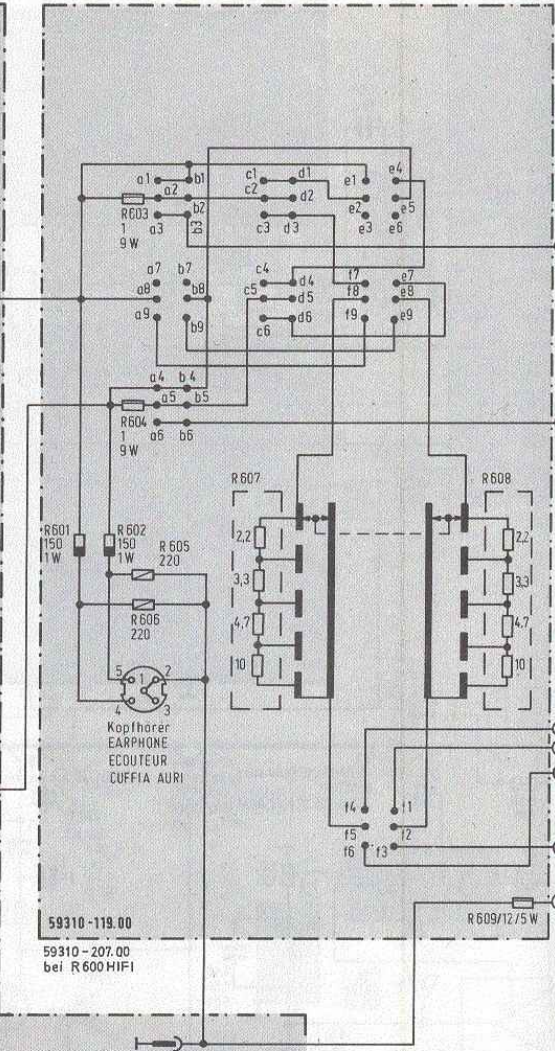 a1 b1 c1 d1 e1 e4
a2 c2 d2 e2 e5
R603 b2
1 a3 b3 c3 d3 e3 e6
9W
a7 b7 c4 d4 f7 e7
a8 b8 c5 d5 f8 e8
a9 b9 c6 d6 f9 e9
a4 b4
a5 b5
R604
1 a6 b6
9W
R607 R608
R601 R602
150 150
1W 1W
R605
220
R606
220
2,2 2,2
3,3 3,3
4,7 4,7
10 10
5 1 2
4 3
Kopfhörer
EARPHONE
ECOUTEUR
CUFFIA AURI
f4 f1
f5 f2
f6 f3
59310-119.00
R609/12/5W
59310-207.00
bei R600HIFI